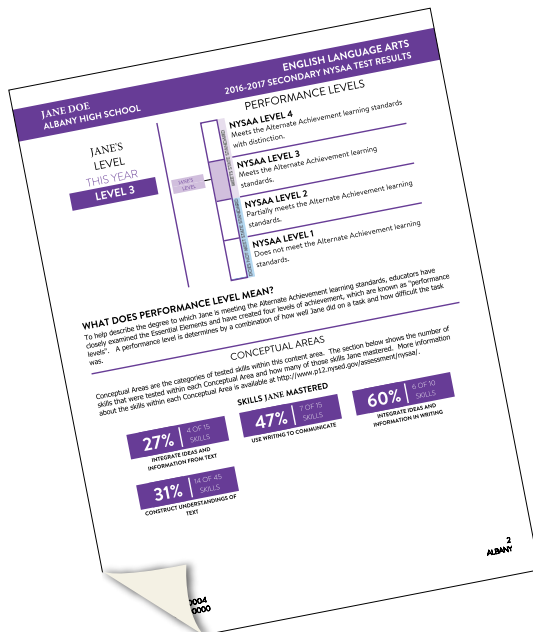 JANE DOE
ALBANY HIGH SCHOOL
ENGLISH LANGUAGE ARTS
2016-2017 SECONDARY NYSAA TEST RESULTS
JANE'S
LEVEL
THIS YEAR
LEVEL 3
JANE'S
LEVEL
PERFORMANCE LEVELS
NYSAA LEVEL 4
Meets the Alternate Achievement learning standards
with distinction.
NYSAA LEVEL 3
Meets the Alternate Achievement learning
standards.
NYSAA LEVEL 2
Partially meets the Alternate Achievement learning
standards.
NYSAA LEVEL 1
Does not meet the Alternate Achievement learning
standards.
WHAT DOES PERFORMANCE LEVEL MEAN?
To help describe the degree to which Jane is meeting the Alternate Achievement learning standards, educators have
closely examined the Essential Elements and have created four levels of achievement, which are known as "performance
levels". A performance level is determines by a combination of how well Jane did on a task and how difficult the task
was.
CONCEPTUAL AREAS
Conceptual Areas are the categories of tested skills within this content area. The section below shows the number of
skills that were tested within each Conceptual Area and how many of those skills Jane mastered. More information
about the skills within each Conceptual Area is available at http://www.p12.nysed.gov/assessment/nysaa/.
SKILLS JANE MASTERED
27%
4 OF 15
SKILLS
INTEGRATE IDEAS AND
INFORMATION FROM TEXT
47%
7 OF 15
SKILLS
USE WRITING TO COMMUNICATE
60%
6 OF 10
SKILLS
INTEGRATE IDEAS AND
INFORMATION IN WRITING
31%
14 OF 45
SKILLS
CONSTRUCT UNDERSTANDINGS OF
TEXT
2
ALBANY
0004
0000